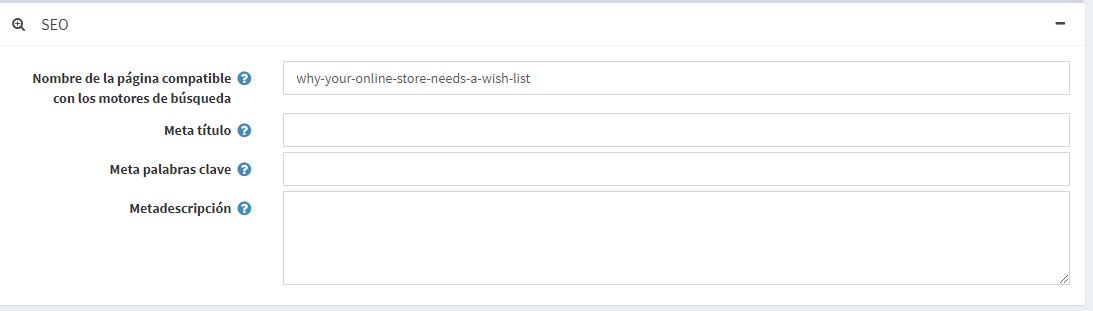 SEO
Nombre de la página compatible
con los motores de búsqueda
why-your-online-store-needs-a-wish-list
Meta título
Meta palabras clave
Metadescripción